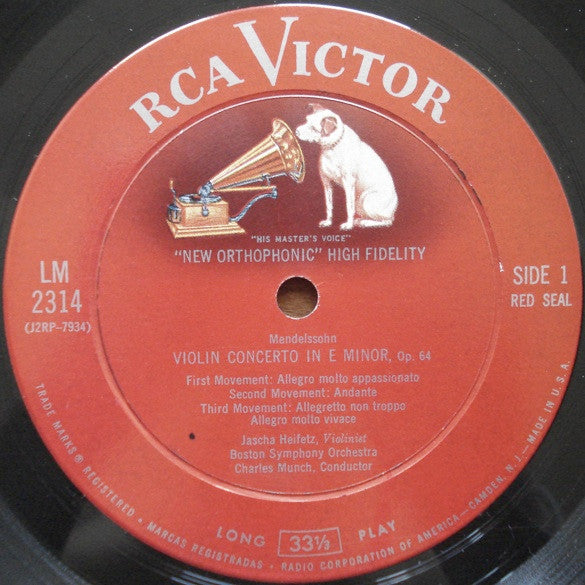 RCA VICTOR
"HIS MASTER'S VOICE"
"NEW ORTHOPHONIC" HIGH FIDELITY
LM
2314
(J2RP-7934)
SIDE 1
RED SEAL
Mendelssohn
VIOLIN CONCERTO IN E MINOR, Op. 64
First Movement: Allegro molto appassionato
Second Movement: Andante
Third Movement: Allegretto non troppo
Allegro molto vivace
Jascha Heifetz, Violinist
Boston Symphony Orchestra
Charles Munch, Conductor
LONG 33⅓ PLAY
TRADE MARKS ® REGISTERED • MARCAS REGISTRADAS • RADIO CORPORATION OF AMERICA—CAMDEN, N.J.—MADE IN U.S.A.